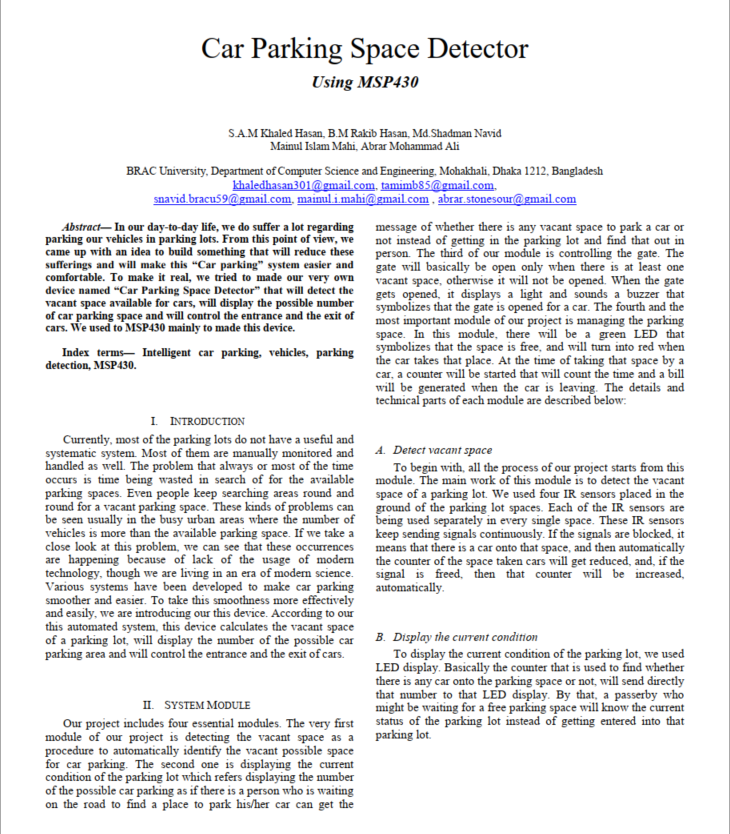 Car Parking Space Detector
Using MSP430
S.A.M Khaled Hasan, B.M Rakib Hasan, Md.Shadman Navid
Mainul Islam Mahi, Abrar Mohammad Ali
BRAC University, Department of Computer Science and Engineering, Mohakhali, Dhaka 1212, Bangladesh
khaledhasan301@gmail.com, tamimb85@gmail.com,
snavid.bracu59@gmail.com, mainul.i.mahi@gmail.com , abrar.stonesour@gmail.com
Abstract— In our day-to-day life, we do suffer a lot regarding
parking our vehicles in parking lots. From this point of view, we
came up with an idea to build something that will reduce these
sufferings and will make this “Car parking” system easier and
comfortable. To make it real, we tried to made our very own
device named “Car Parking Space Detector” that will detect the
vacant space available for cars, will display the possible number
of car parking space and will control the entrance and the exit of
cars. We used to MSP430 mainly to made this device.
Index terms— Intelligent car parking, vehicles, parking
detection, MSP430.
I. INTRODUCTION
Currently, most of the parking lots do not have a useful and
systematic system. Most of them are manually monitored and
handled as well. The problem that always or most of the time
occurs is time being wasted in search of for the available
parking spaces. Even people keep searching areas round and
round for a vacant parking space. These kinds of problems can
be seen usually in the busy urban areas where the number of
vehicles is more than the available parking space. If we take a
close look at this problem, we can see that these occurrences
are happening because of lack of the usage of modern
technology, though we are living in an era of modern science.
Various systems have been developed to make car parking
smoother and easier. To take this smoothness more effectively
and easily, we are introducing our this device. According to our
this automated system, this device calculates the vacant space
of a parking lot, will display the number of the possible car
parking area and will control the entrance and the exit of cars.
II. SYSTEM MODULE
Our project includes four essential modules. The very first
module of our project is detecting the vacant space as a
procedure to automatically identify the vacant possible space
for car parking. The second one is displaying the current
condition of the parking lot which refers displaying the number
of the possible car parking as if there is a person who is waiting
on the road to find a place to park his/her car can get the
message of whether there is any vacant space to park a car or
not instead of getting in the parking lot and find that out in
person. The third of our module is controlling the gate. The
gate will basically be open only when there is at least one
vacant space, otherwise it will not be opened. When the gate
gets opened, it displays a light and sounds a buzzer that
symbolizes that the gate is opened for a car. The fourth and the
most important module of our project is managing the parking
space. In this module, there will be a green LED that
symbolizes that the space is free, and will turn into red when
the car takes that place. At the time of taking that space by a
car, a counter will be started that will count the time and a bill
will be generated when the car is leaving. The details and
technical parts of each module are described below:
A. Detect vacant space
To begin with, all the process of our project starts from this
module. The main work of this module is to detect the vacant
space of a parking lot. We used four IR sensors placed in the
ground of the parking lot spaces. Each of the IR sensors are
being used separately in every single space. These IR sensors
keep sending signals continuously. If the signals are blocked, it
means that there is a car onto that space, and then automatically
the counter of the space taken cars will get reduced, and, if the
signal is freed, then that counter will be increased,
automatically.
B. Display the current condition
To display the current condition of the parking lot, we used
LED display. Basically the counter that is used to find whether
there is any car onto the parking space or not, will send directly
that number to that LED display. By that, a passerby who
might be waiting for a free parking space will know the current
status of the parking lot instead of getting entered into that
parking lot.